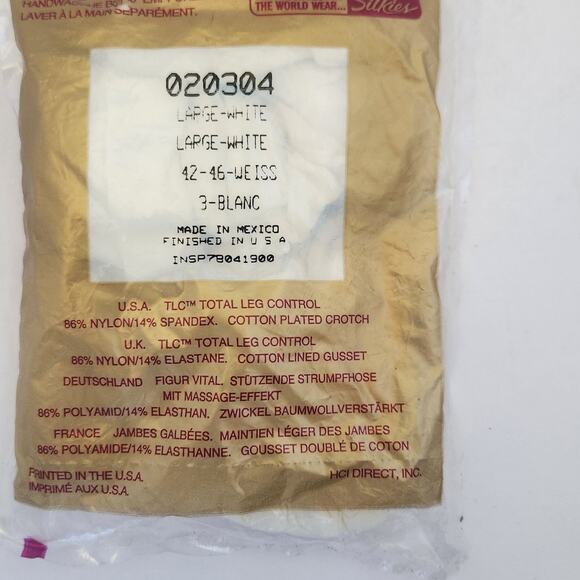 LAVER À LA MAIN SEPARÉMENT.
THE WORLD WEAR... Silkies
020304
LARGE-WHITE
LARGE-WHITE
42-46-WEISS
3-BLANC
MADE IN MEXICO
FINISHED IN U S A
INSP78041900
U.S.A. TLC™ TOTAL LEG CONTROL
86% NYLON/14% SPANDEX. COTTON PLATED CROTCH
U.K. TLC™ TOTAL LEG CONTROL
86% NYLON/14% ELASTANE. COTTON LINED GUSSET
DEUTSCHLAND FIGUR VITAL. STÜTZENDE STRUMPFHOSE
MIT MASSAGE-EFFEKT
86% POLYAMID/14% ELASTHAN. ZWICKEL BAUMWOLLVERSTÄRKT
FRANCE JAMBES GALBÉES. MAINTIEN LÉGER DES JAMBES
86% POLYAMIDE/14% ELASTHANNE. GOUSSET DOUBLÉ DE COTON
PRINTED IN THE U.S.A.
IMPRIMÉ AUX U.S.A.
HCI DIRECT, INC.